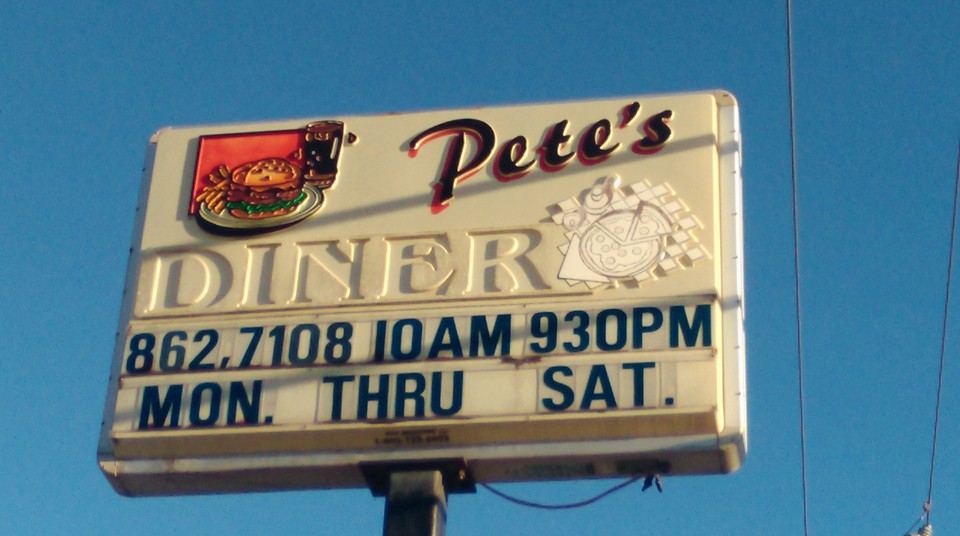 Pete's
DINER
862,7108 10AM 930PM
MON. THRU SAT.